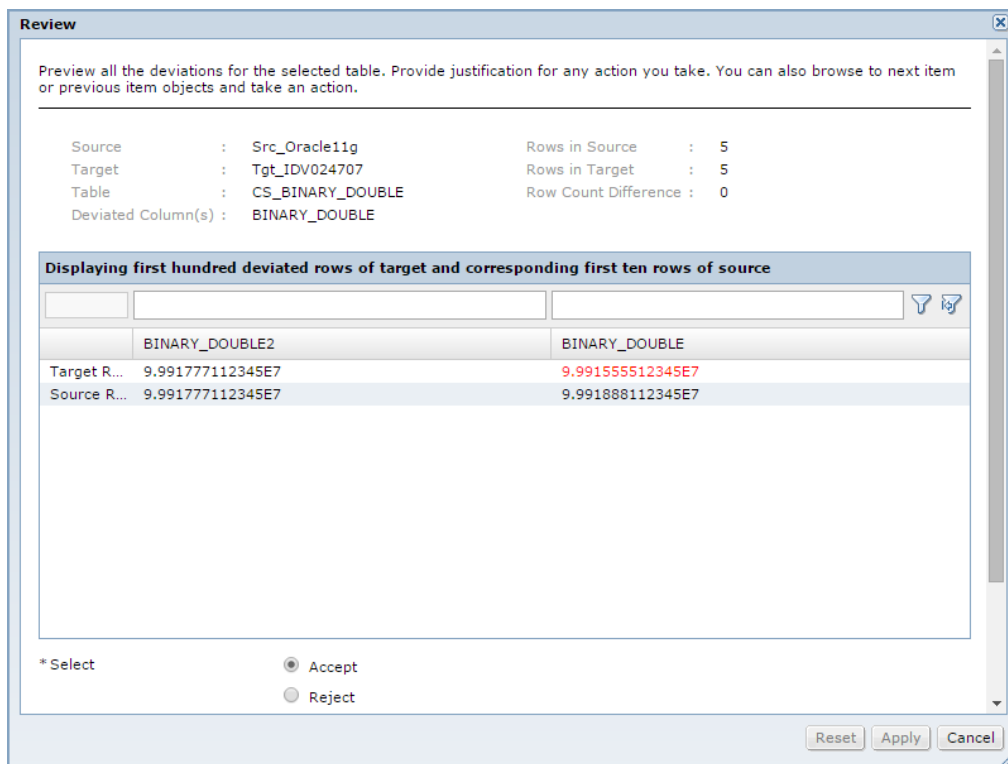 Review
Preview all the deviations for the selected table. Provide justification for any action you take. You can also browse to next item
or previous item objects and take an action.
Source : Src_Oracle11g Rows in Source : 5
Target : Tgt_IDV024707 Rows in Target : 5
Table : CS_BINARY_DOUBLE Row Count Difference : 0
Deviated Column(s) : BINARY_DOUBLE
Displaying first hundred deviated rows of target and corresponding first ten rows of source
BINARY_DOUBLE2 BINARY_DOUBLE
Target R... 9.991777112345E7 9.991555512345E7
Source R... 9.991777112345E7 9.991888112345E7
* Select Accept
Reject
Reset Apply Cancel